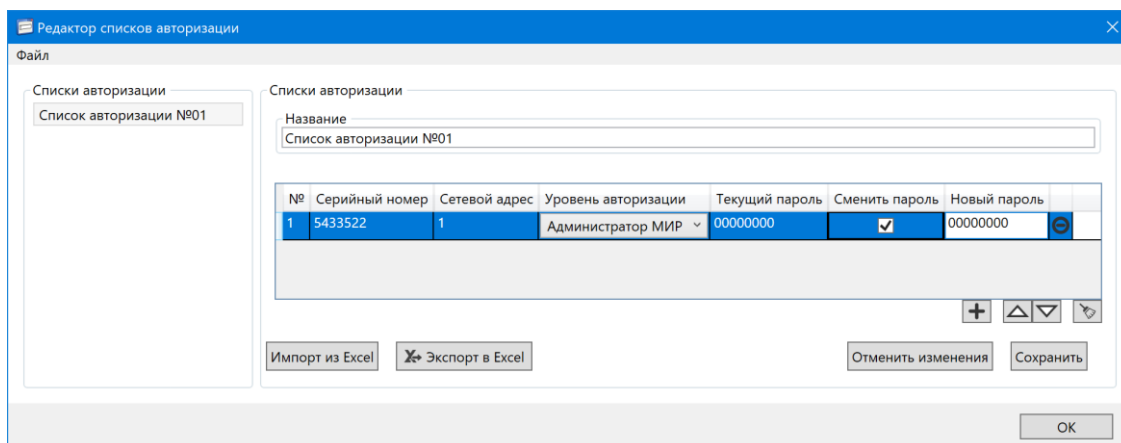 Редактор списков авторизации
Файл
Списки авторизации
Список авторизации №01
Списки авторизации
Название
Список авторизации №01
№ Серийный номер Сетевой адрес Уровень авторизации Текущий пароль Сменить пароль Новый пароль
1 5433522 1 Администратор МИР 00000000 00000000
Импорт из Excel Экспорт в Excel Отменить изменения Сохранить
ОК